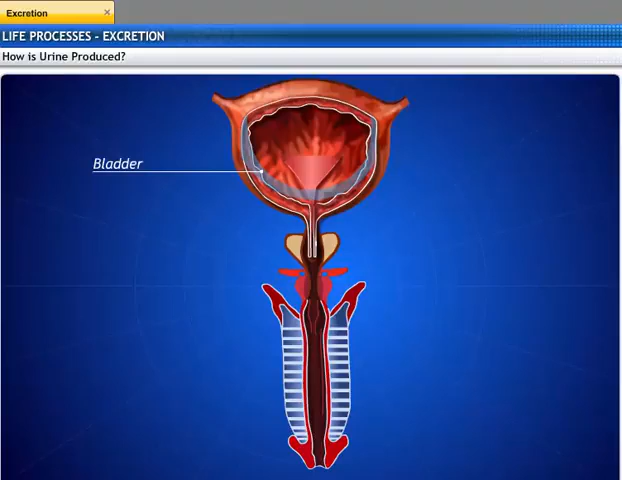 Excretion
LIFE PROCESSES - EXCRETION
How is Urine Produced?
Bladder